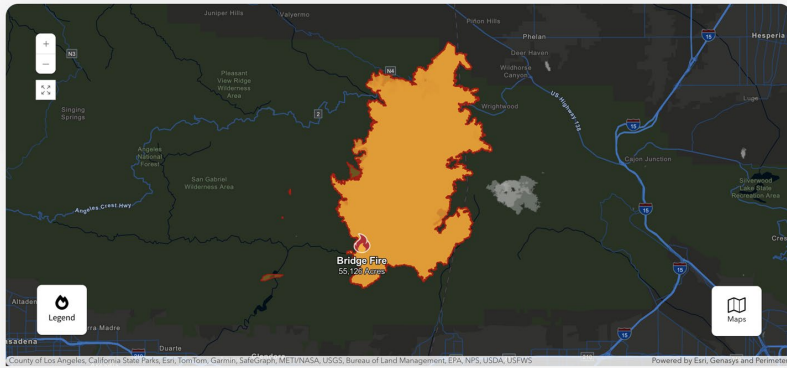 Juniper Hills
Valyermo
Pinon Hills
Phelan
15
Hesperia
+
−
N3
N4
Deer Haven
Wildhorse
Canyon
Pleasant
View Ridge
Wilderness
Area
Singing
Springs
2
Wrightwood
US Highway 138
15
Angeles
National
Forest
Cajon Junction
San Gabriel
Wilderness Area
Silverwood
Lake State
Recreation Area
Angeles Crest Hwy
15
Cres
Bridge Fire
55,126 Acres
15
Altaden
Legend
Maps
rra Madre
asadena
Duarte
210
County of Los Angeles, California State Parks, Esri, TomTom, Garmin, SafeGraph, METI/NASA, USGS, Bureau of Land Management, EPA, NPS, USDA, USFWS
Powered by Esri, Genasys and Perimeter